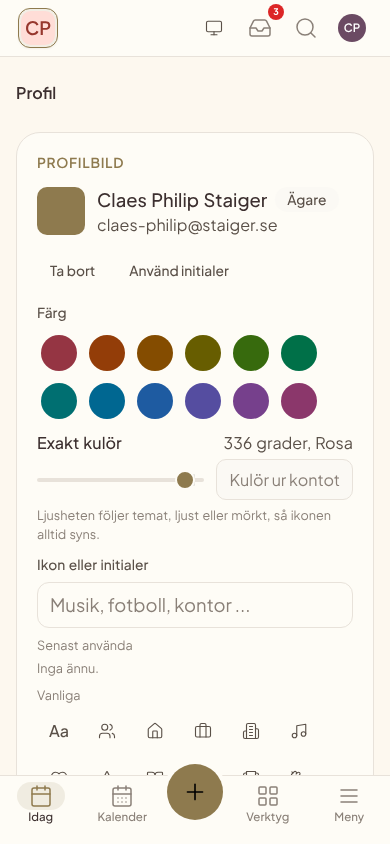 CP
3
CP
Profil
PROFILBILD
Claes Philip Staiger Ägare
claes-philip@staiger.se
Ta bort Använd initialer
Färg
Exakt kulör 336 grader, Rosa
Kulör ur kontot
Ljusheten följer temat, ljust eller mörkt, så ikonen
alltid syns.
Ikon eller initialer
Musik, fotboll, kontor ...
Senast använda
Inga ännu.
Vanliga
Aa
Idag Kalender Verktyg Meny